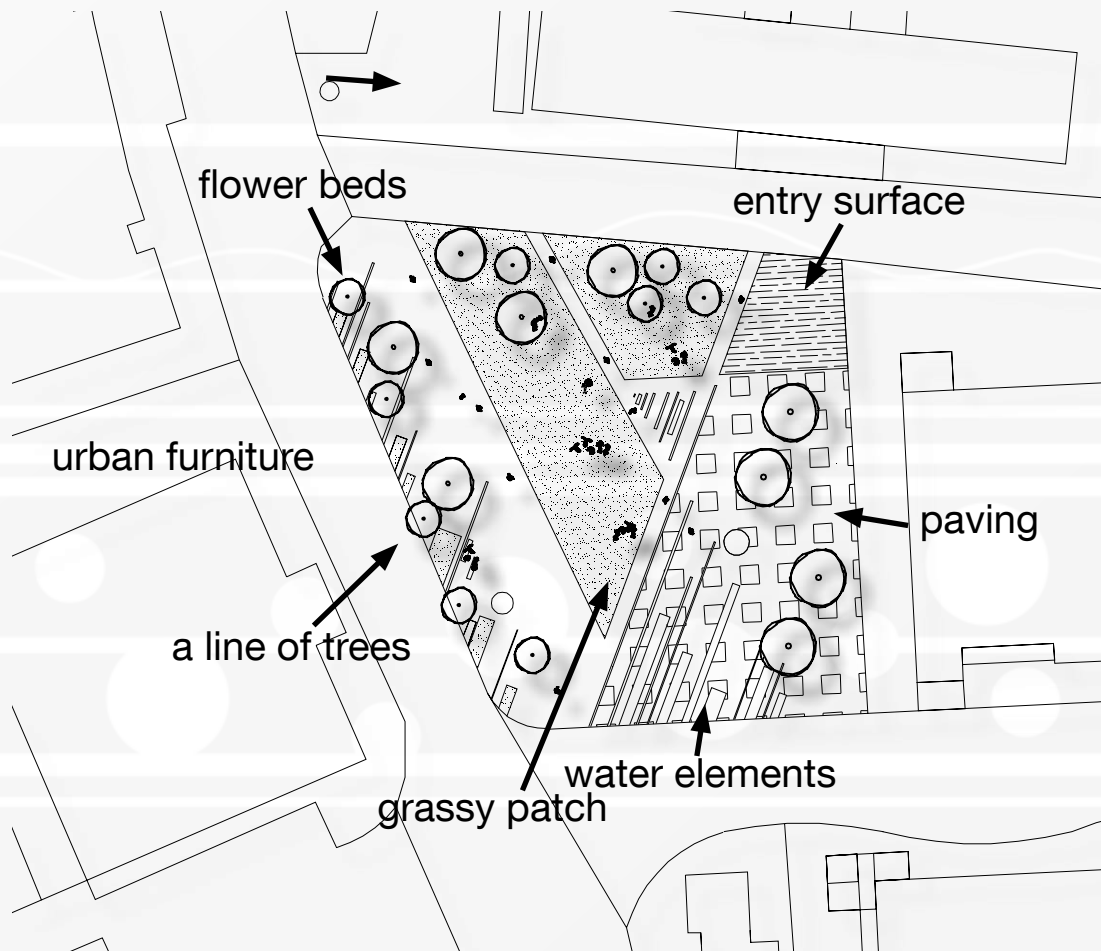 flower beds
entry surface
urban furniture
paving
a line of trees
water elements
grassy patch